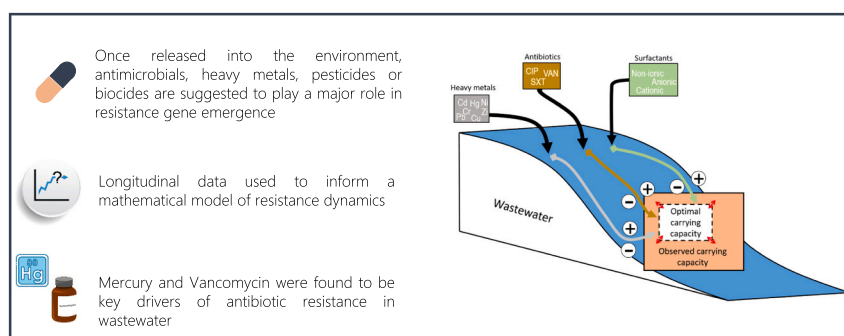 Once released into the environment,
antimicrobials, heavy metals, pesticides or
biocides are suggested to play a major role in
resistance gene emergence
Longitudinal data used to inform a
mathematical model of resistance dynamics
80
Hg
Mercury and Vancomycin were found to be
key drivers of antibiotic resistance in
wastewater
Heavy metals
Cd Hg Ni
Cr Zi
Pb Cu
Antibiotics
CIP VAN
SXT
Surfactants
Non-ionic
Anionic
Cationic
Wastewater
Optimal
carrying
capacity
Observed carrying
capacity